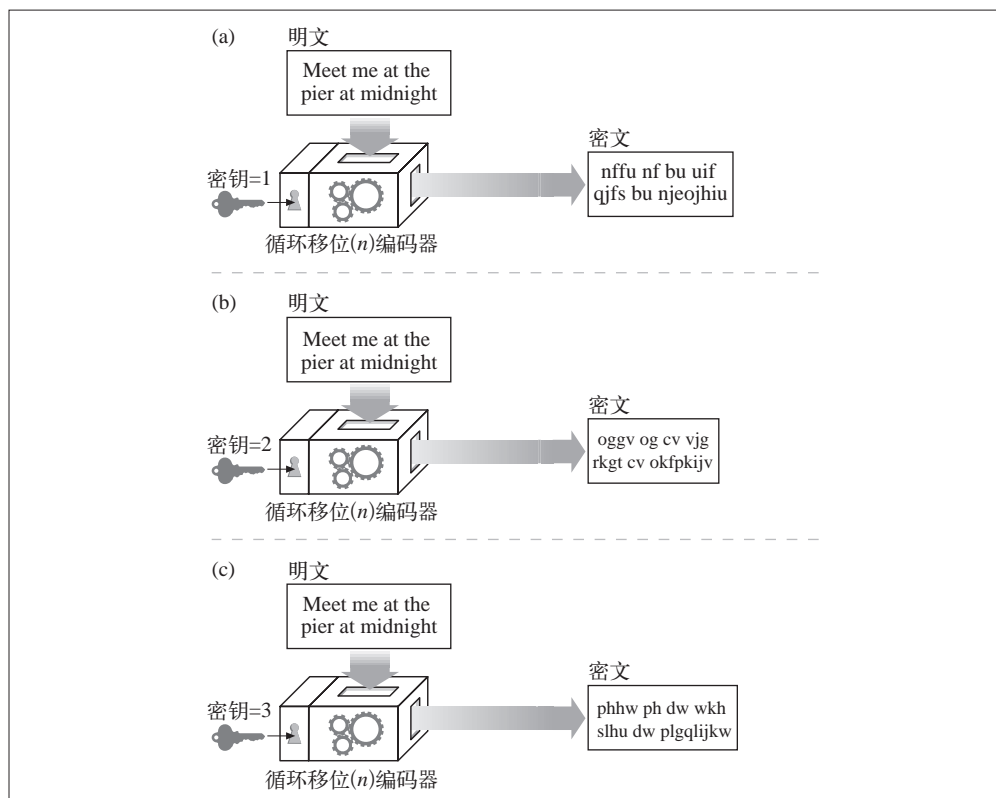 (a)
明文
Meet me at the
pier at midnight
密钥=1
循环移位(n)编码器
密文
nffu nf bu uif
qjfs bu njeojhiu
(b)
明文
Meet me at the
pier at midnight
密钥=2
循环移位(n)编码器
密文
oggv og cv vjg
rkgt cv okfpkijv
(c)
明文
Meet me at the
pier at midnight
密钥=3
循环移位(n)编码器
密文
phhw ph dw wkh
slhu dw plgqlijkw